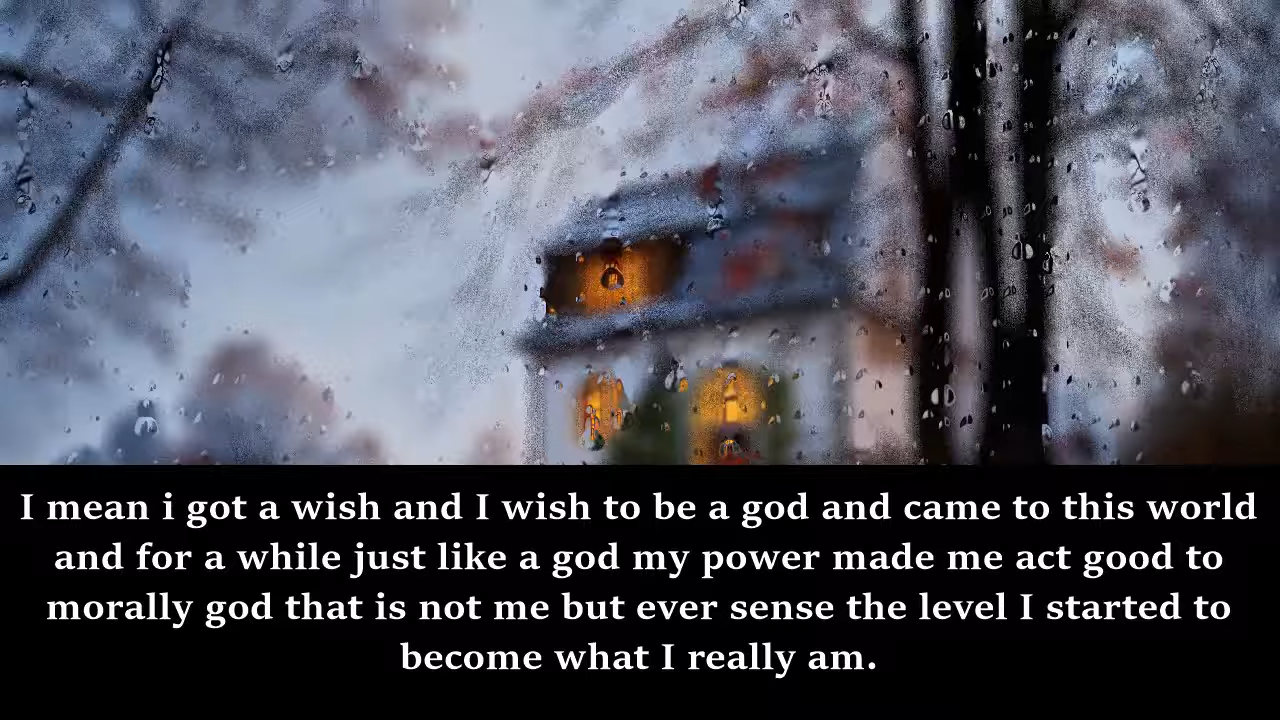 I mean i got a wish and I wish to be a god and came to this world
and for a while just like a god my power made me act good to
morally god that is not me but ever sense the level I started to
become what I really am.